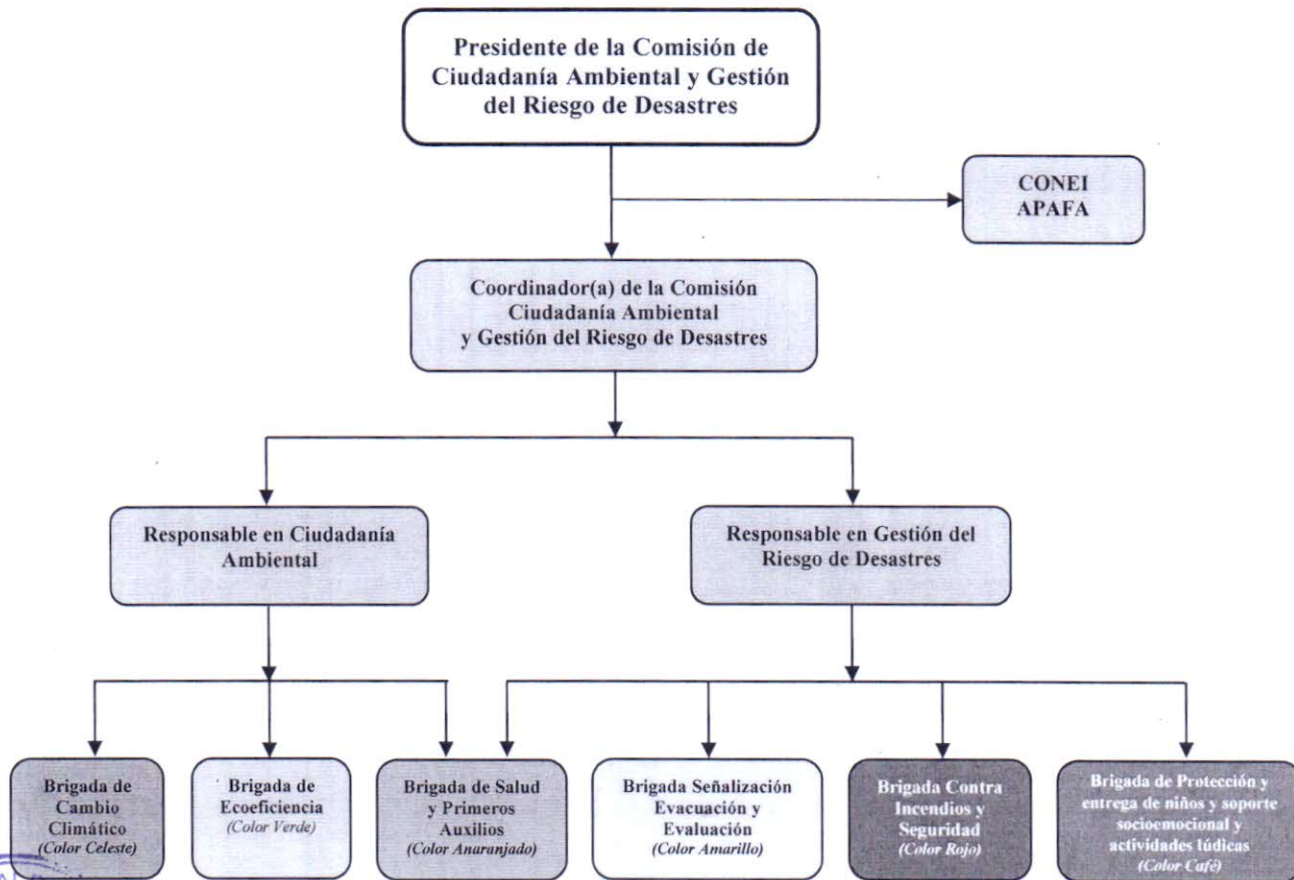 Presidente de la Comisión de
Ciudadanía Ambiental y Gestión
del Riesgo de Desastres
CONEI
APAFA
Coordinador(a) de la Comisión
Ciudadanía Ambiental
y Gestión del Riesgo de Desastres
Responsable en Ciudadanía
Ambiental
Responsable en Gestión del
Riesgo de Desastres
Brigada de
Cambio
Climático
(Color Celeste)
Brigada de
Ecoeficiencia
(Color Verde)
Brigada de Salud
y Primeros
Auxilios
(Color Anaranjado)
Brigada Señalización
Evacuación y
Evaluación
(Color Amarillo)
Brigada Contra
Incendios y
Seguridad
(Color Rojo)
Brigada de Protección y
entrega de niños y soporte
socioemocional y
actividades lúdicas
(Color Café)